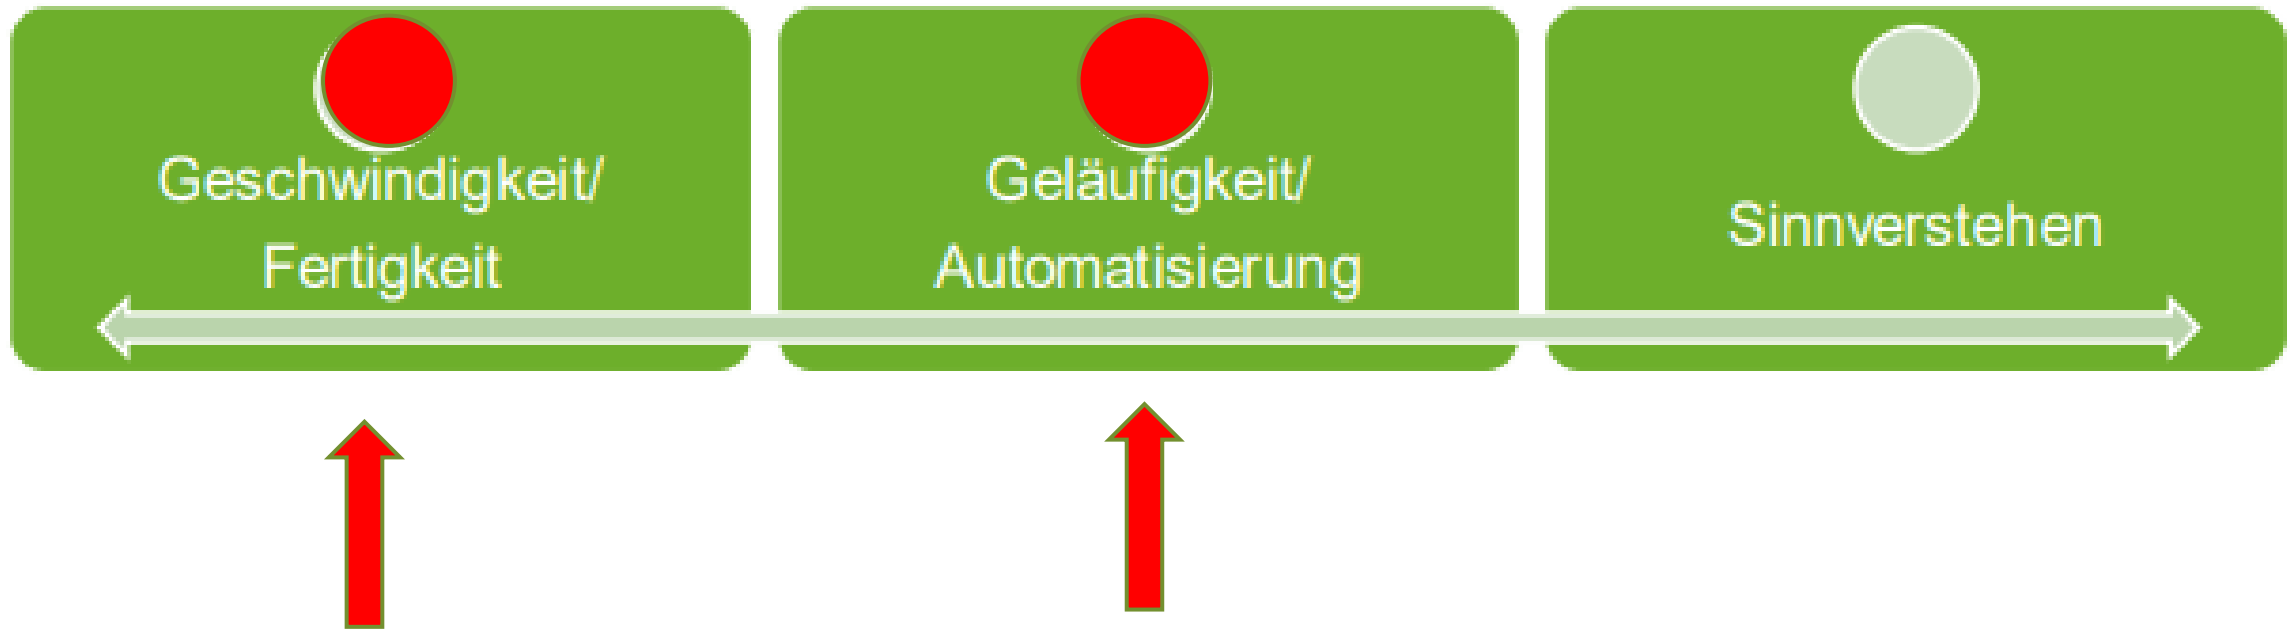 Geschwindigkeit/
Fertigkeit
Geläufigkeit/
Automatisierung
Sinnverstehen